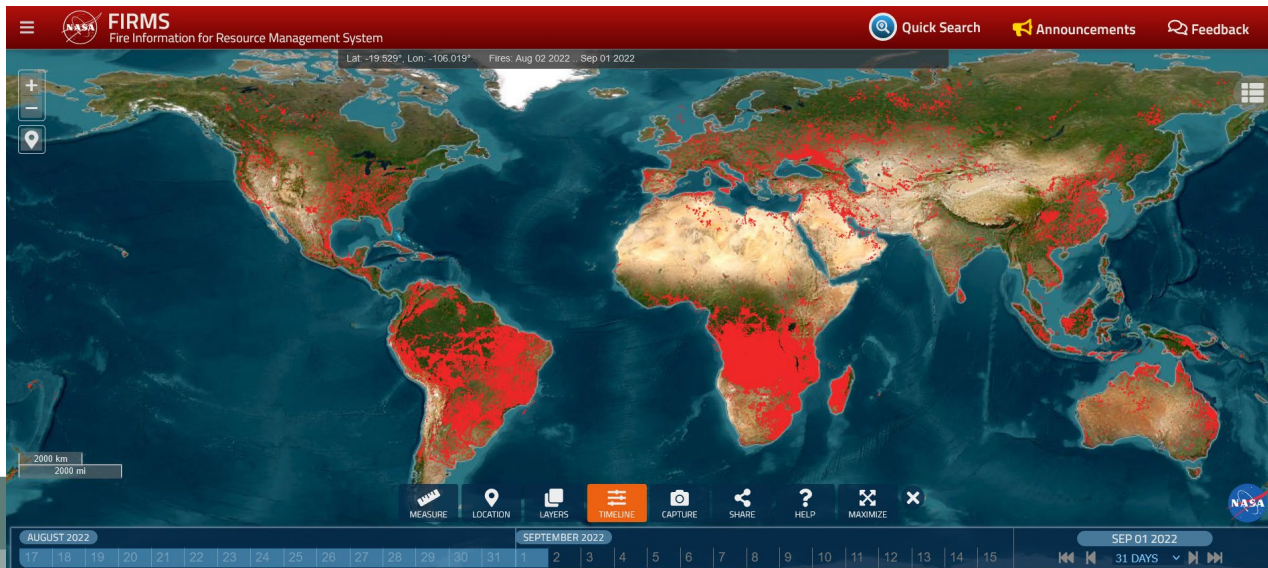 NASA
FIRMS
Fire Information for Resource Management System
Quick Search
Announcements
Feedback
Lat: -19.529°, Lon: -106.019° Fires: Aug 02 2022 .. Sep 01 2022
+
−
2000 km
2000 mi
MEASURE
LOCATION
LAYERS
TIMELINE
CAPTURE
SHARE
?
HELP
MAXIMIZE
NASA
AUGUST 2022
SEPTEMBER 2022
SEP 01 2022
17 18 19 20 21 22 23 24 25 26 27 28 29 30 31 1 2 3 4 5 6 7 8 9 10 11 12 13 14 15
31 DAYS